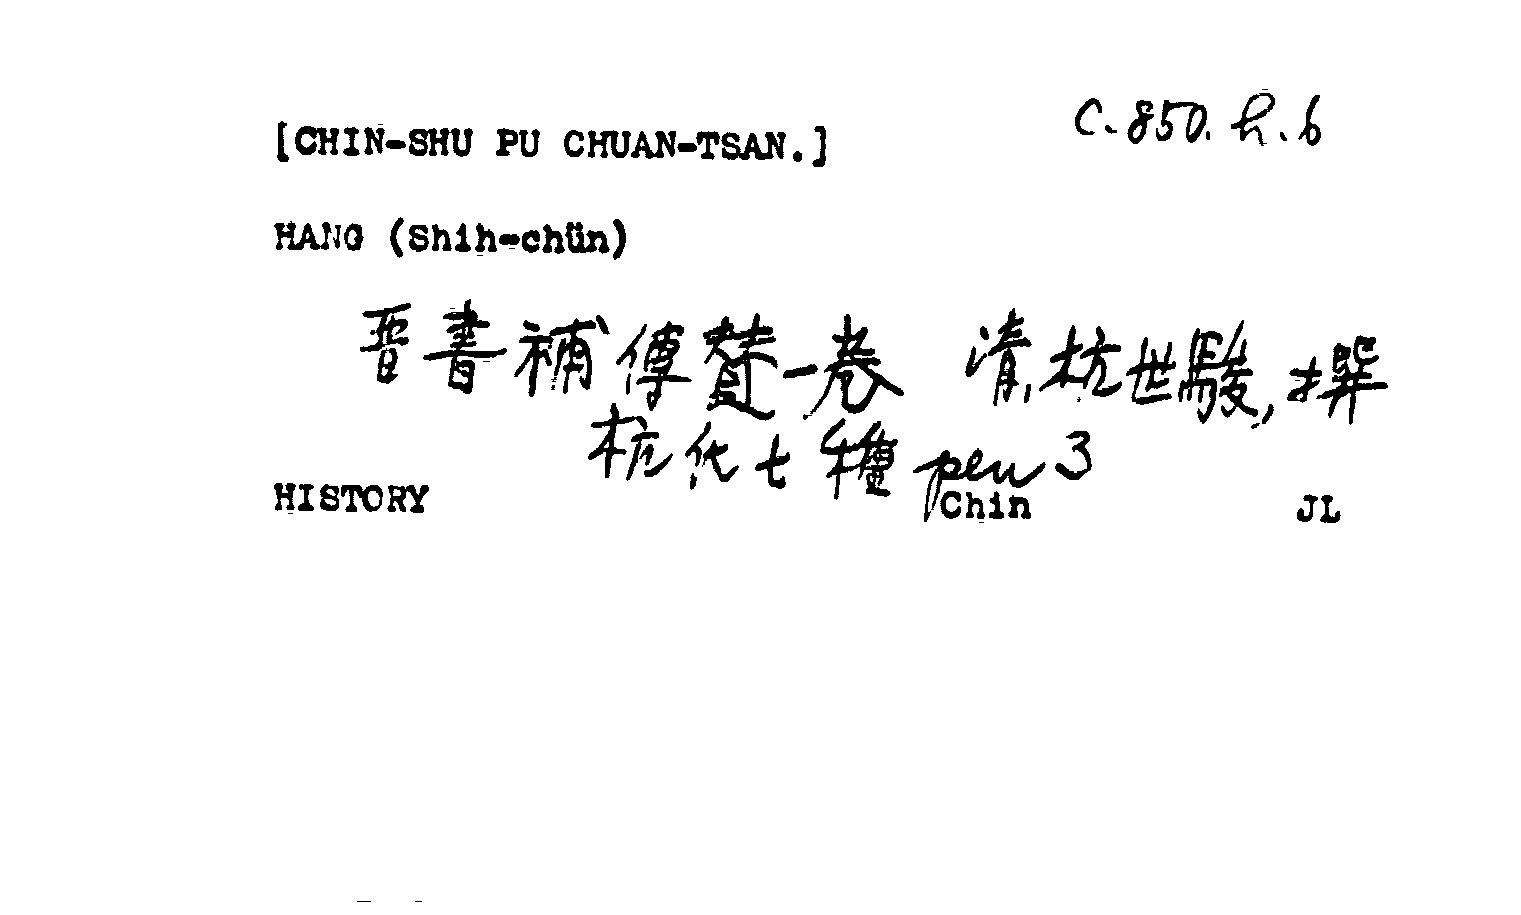 C.850.h.6
[CHIN-SHU PU CHUAN-TSAN.]
HANG (Shih-chün)
晋書補傳贊一卷 清,杭世駿,撰
杭氏七種 pen 3
HISTORY Chin JL